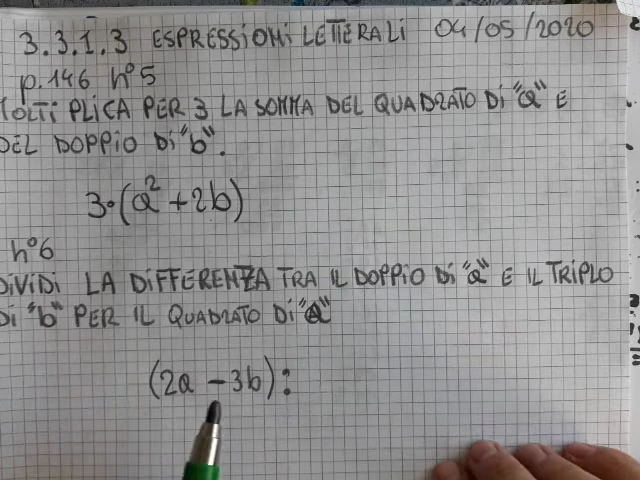 3.3.1.3 ESPRESSIONI LETTERALI 04/05/2020
p.146 n°5
MOLTIPLICA PER 3 LA SOMMA DEL QUADRATO Di "a" E
DEL DOPPIO Di "b".
3•(a²+2b)
n°6
DiViDi LA DiFFERENZA TRA IL DOPPIO Di "a" E IL TRIPLO
Di "b" PER IL QUADRATO Di "a"
(2a-3b):